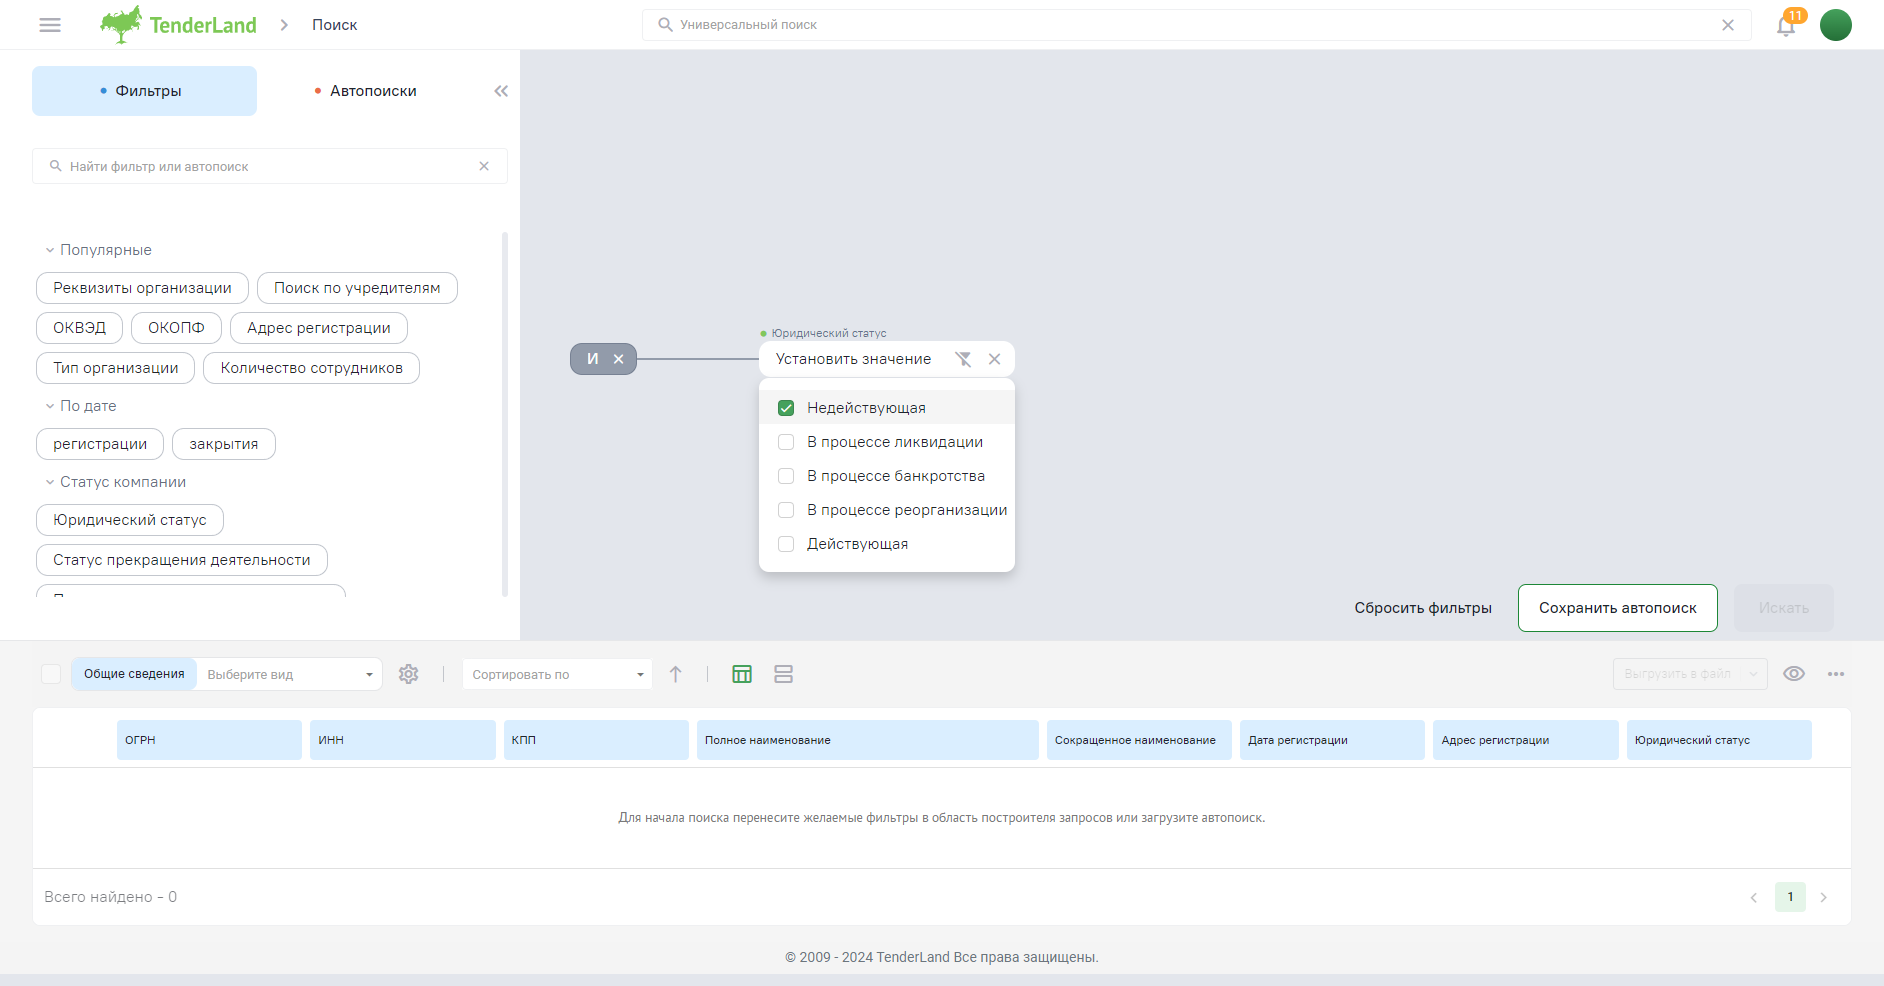 TenderLand
Поиск
Универсальный поиск
11
Фильтры
Автопоиски
Найти фильтр или автопоиск
Популярные
Реквизиты организации
Поиск по учредителям
ОКВЭД
ОКОПФ
Адрес регистрации
Тип организации
Количество сотрудников
По дате
регистрации
закрытия
Статус компании
Юридический статус
Статус прекращения деятельности
И
Юридический статус
Установить значение
Недействующая
В процессе ликвидации
В процессе банкротства
В процессе реорганизации
Действующая
Сбросить фильтры
Сохранить автопоиск
Искать
Общие сведения
Выберите вид
Сортировать по
Выгрузить в файл
ОГРН
ИНН
КПП
Полное наименование
Сокращенное наименование
Дата регистрации
Адрес регистрации
Юридический статус
Для начала поиска перенесите желаемые фильтры в область построителя запросов или загрузите автопоиск.
Всего найдено - 0
1
© 2009 - 2024 TenderLand Все права защищены.